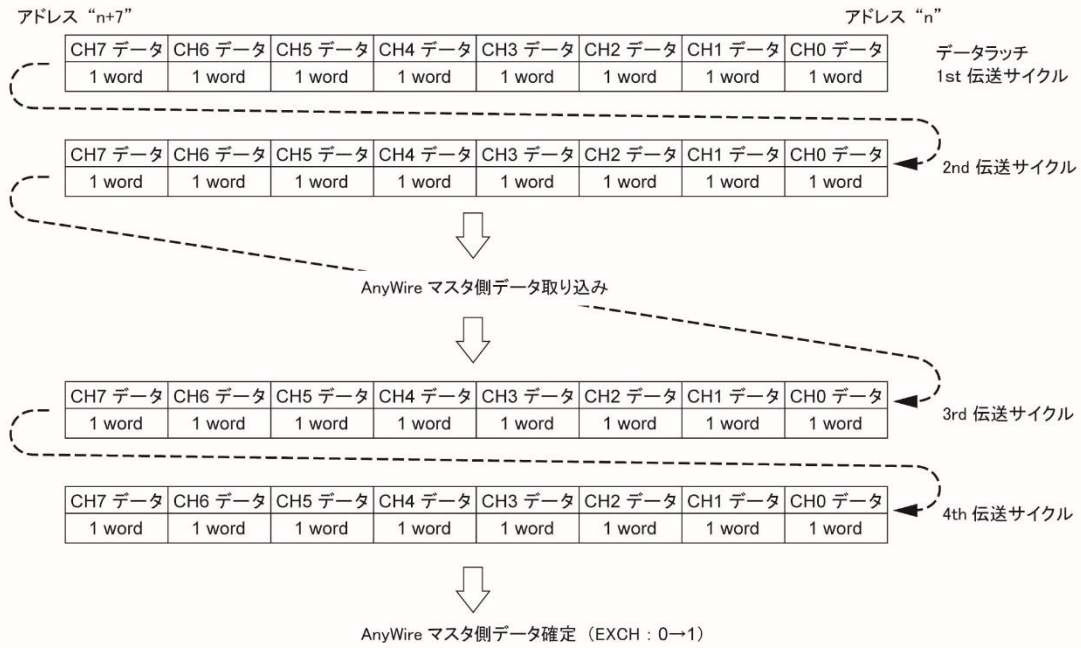 アドレス “n+7” アドレス “n”
CH7 データ CH6 データ CH5 データ CH4 データ CH3 データ CH2 データ CH1 データ CH0 データ
1 word 1 word 1 word 1 word 1 word 1 word 1 word 1 word
データラッチ
1st 伝送サイクル
CH7 データ CH6 データ CH5 データ CH4 データ CH3 データ CH2 データ CH1 データ CH0 データ
1 word 1 word 1 word 1 word 1 word 1 word 1 word 1 word
2nd 伝送サイクル
AnyWire マスタ側データ取り込み
CH7 データ CH6 データ CH5 データ CH4 データ CH3 データ CH2 データ CH1 データ CH0 データ
1 word 1 word 1 word 1 word 1 word 1 word 1 word 1 word
3rd 伝送サイクル
CH7 データ CH6 データ CH5 データ CH4 データ CH3 データ CH2 データ CH1 データ CH0 データ
1 word 1 word 1 word 1 word 1 word 1 word 1 word 1 word
4th 伝送サイクル
AnyWire マスタ側データ確定 (EXCH : 0→1)